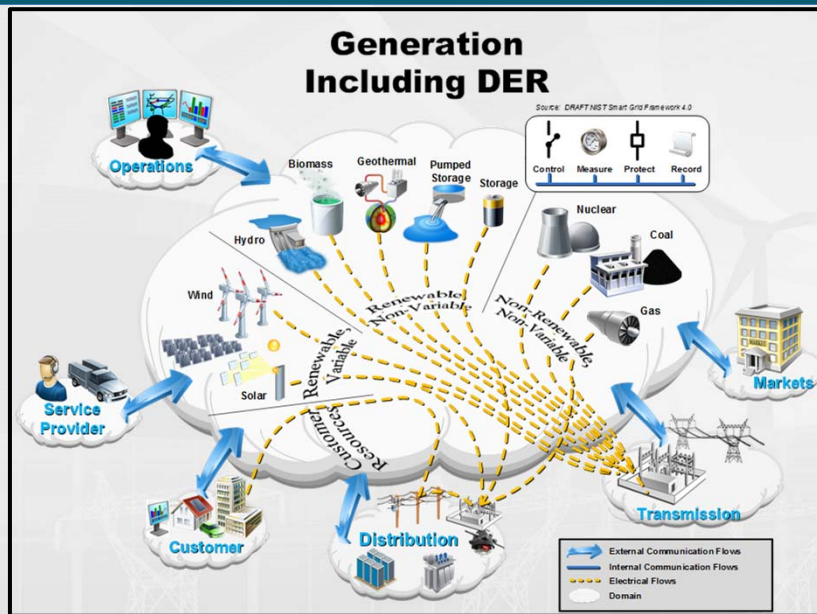 Generation
Including DER
Source: DRAFT NIST Smart Grid Framework 4.0
Control Measure Protect Record
Operations
Biomass
Geothermal
Pumped
Storage
Storage
Nuclear
Coal
Hydro
Wind
Gas
Renewable,
Non-Variable
Non-Renewable,
Non-Variable
Renewable,
Variable
Solar
Customer
Resources
MARKET
Markets
Service
Provider
Customer
Distribution
Transmission
External Communication Flows
Internal Communication Flows
Electrical Flows
Domain